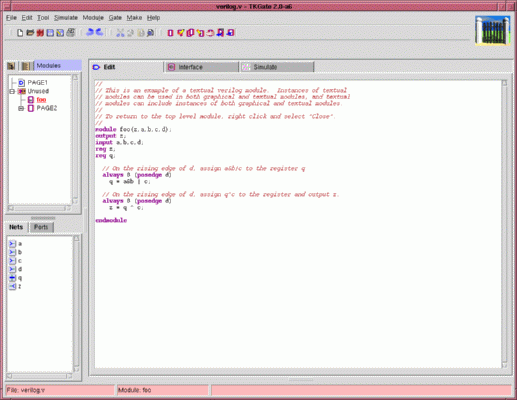 verilog.v - TKGate 2.0-a6
File Edit Tool Simulate Module Gate Make Help
Modules
PAGE1
Unused
foo
PAGE2
Nets Ports
a
b
c
d
q
z
Edit Interface Simulate
//
// This is an example of a textual verilog module. Instances of textual
// modules can be used in both graphical and textual modules, and textual
// modules can include instances of both graphical and textual modules.
//
// To return to the top level module, right click and select "Close".
//
module foo(z,a,b,c,d);
output z;
input a,b,c,d;
reg z;
reg q;
// On the rising edge of d, assign a&b|c to the register q
always @ (posedge d)
q = a&b | c;
// On the rising edge of d, assign q^c to the register and output z.
always @ (posedge d)
z = q ^ c;
endmodule
File: verilog.v
Module: foo